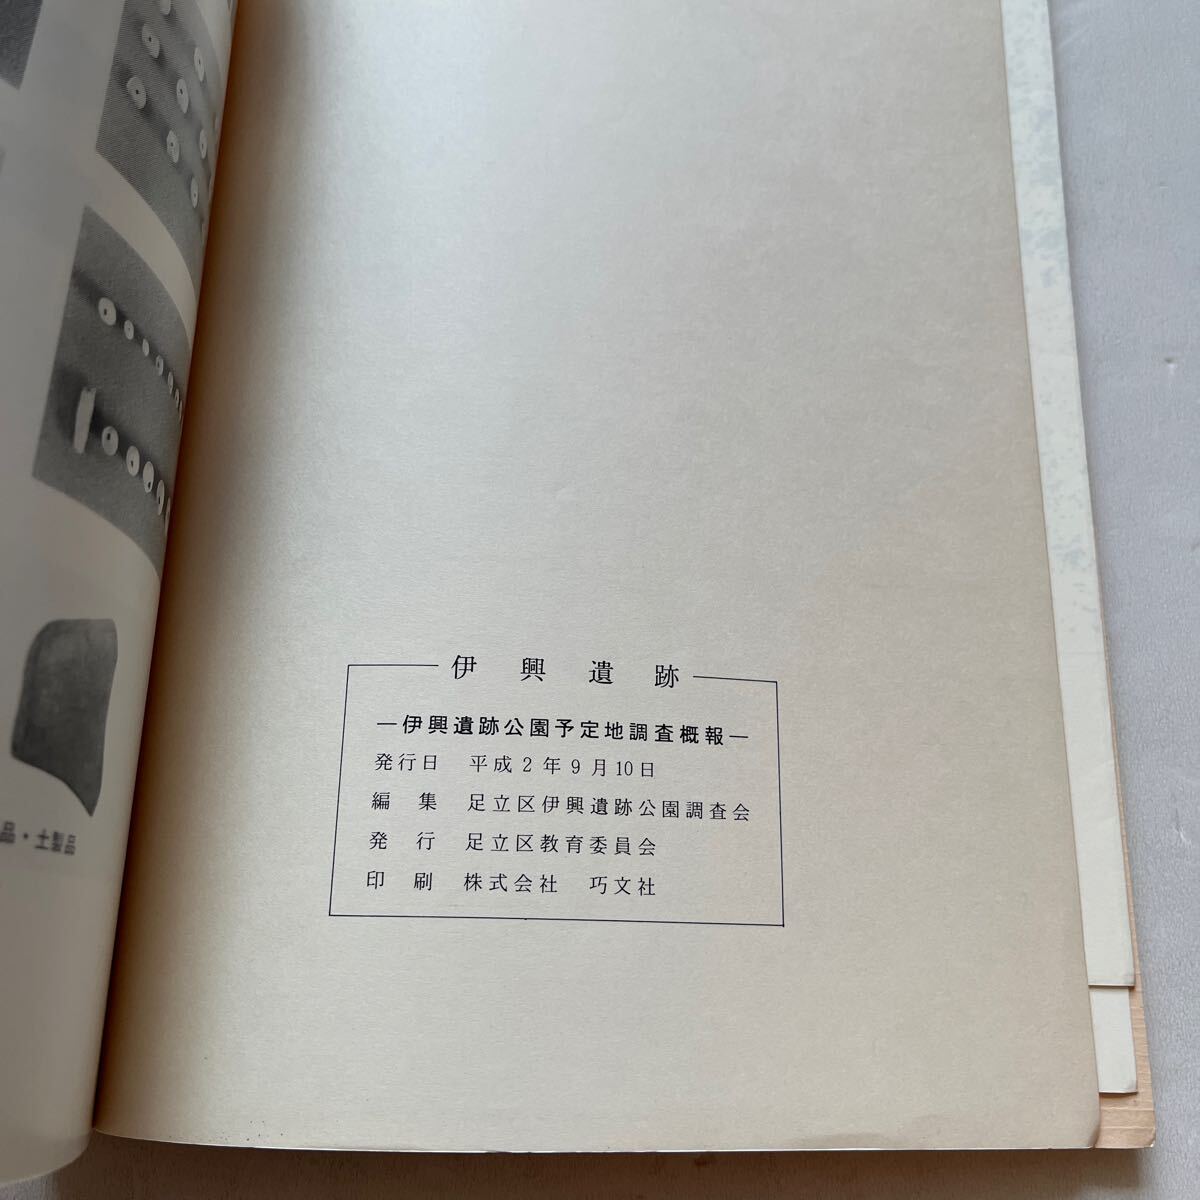 品・土製品
伊興遺跡
―伊興遺跡公園予定地調査概報―
発行日 平成2年9月10日
編集 足立区伊興遺跡公園調査会
発行 足立区教育委員会
印刷 株式会社 巧文社